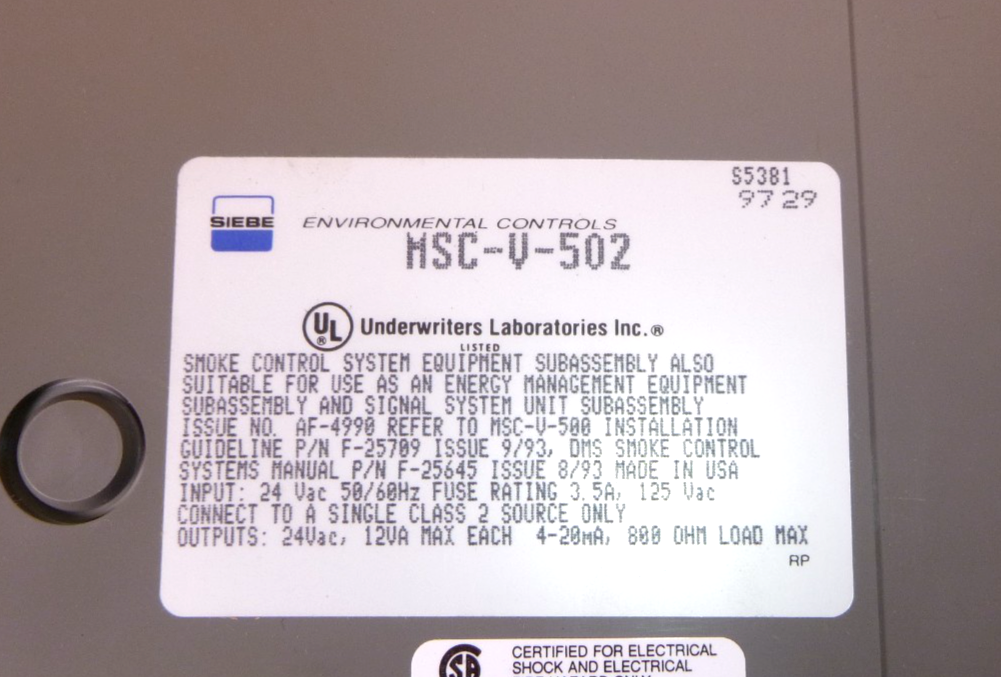 S5381
97 29
SIEBE
ENVIRONMENTAL CONTROLS
MSC-V-502
UL ® Underwriters Laboratories Inc.®
LISTED
SMOKE CONTROL SYSTEM EQUIPMENT SUBASSEMBLY ALSO
SUITABLE FOR USE AS AN ENERGY MANAGEMENT EQUIPMENT
SUBASSEMBLY AND SIGNAL SYSTEM UNIT SUBASSEMBLY
ISSUE NO. AF-4990 REFER TO MSC-V-500 INSTALLATION
GUIDELINE P/N F-25709 ISSUE 9/93, DMS SMOKE CONTROL
SYSTEMS MANUAL P/N F-25645 ISSUE 8/93 MADE IN USA
INPUT: 24 Vac 50/60Hz FUSE RATING 3.5A, 125 Vac
CONNECT TO A SINGLE CLASS 2 SOURCE ONLY
OUTPUTS: 24Vac, 12VA MAX EACH 4-20mA, 800 OHM LOAD MAX
RP
SA
CERTIFIED FOR ELECTRICAL
SHOCK AND ELECTRICAL